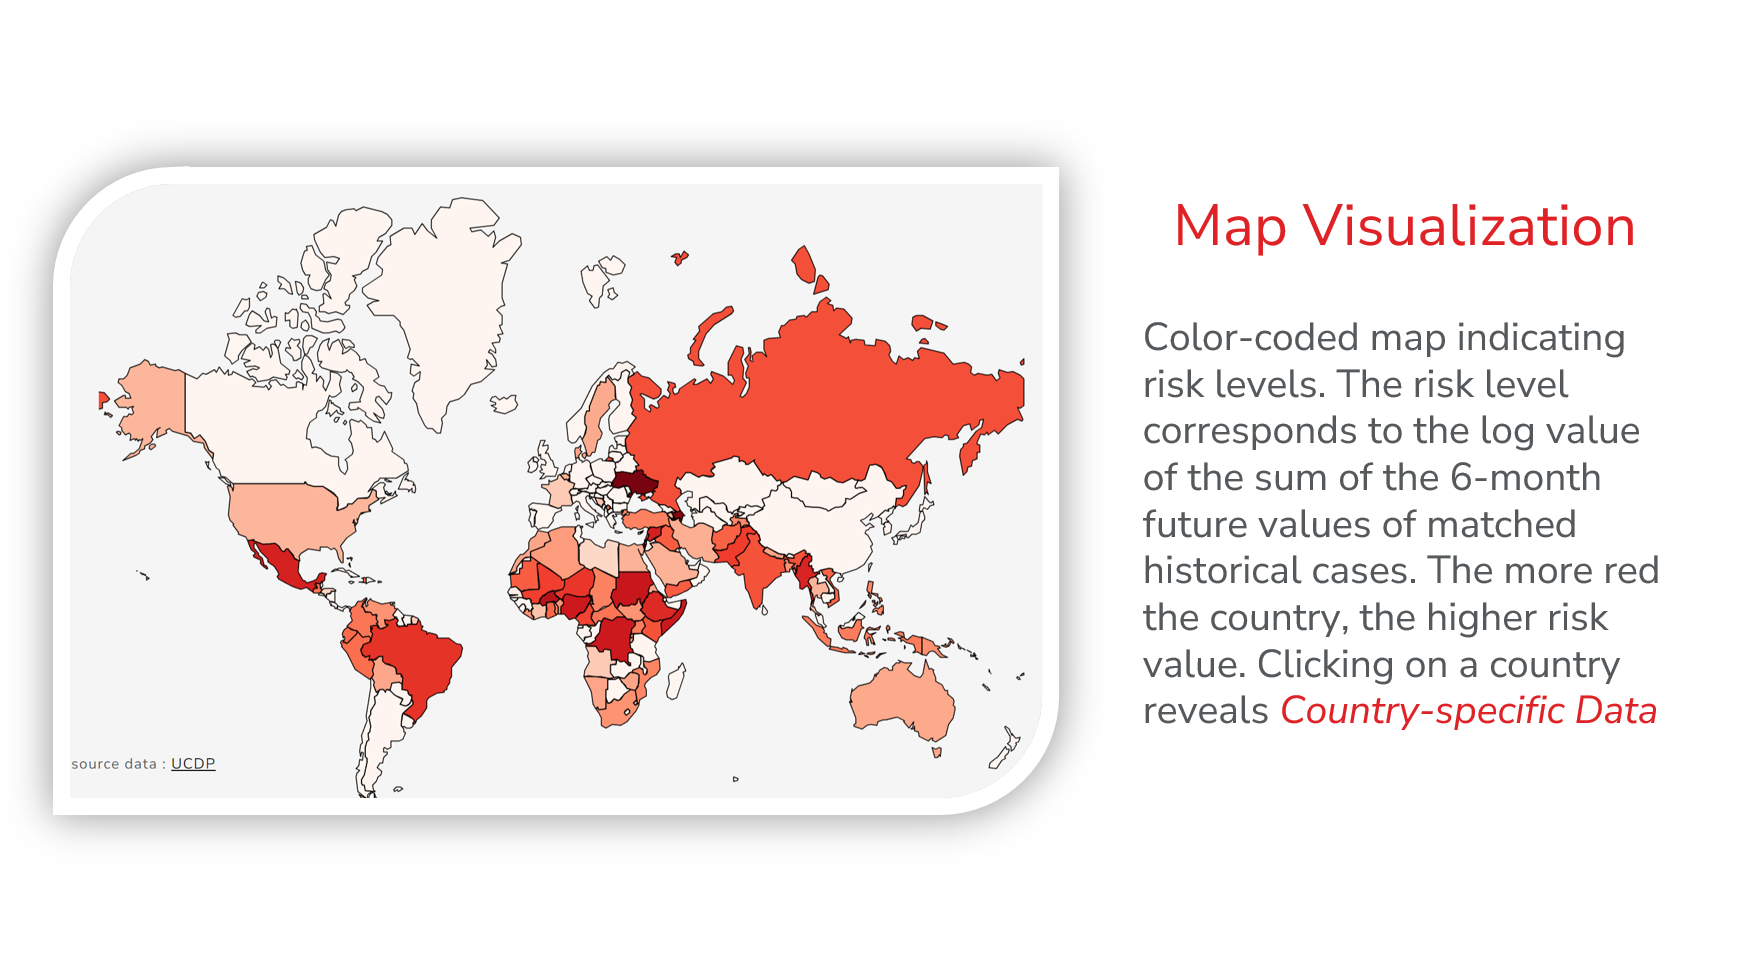 Map Visualization
Color-coded map indicating
risk levels. The risk level
corresponds to the log value
of the sum of the 6-month
future values of matched
historical cases. The more red
the country, the higher risk
value. Clicking on a country
reveals Country-specific Data
source data : UCDP